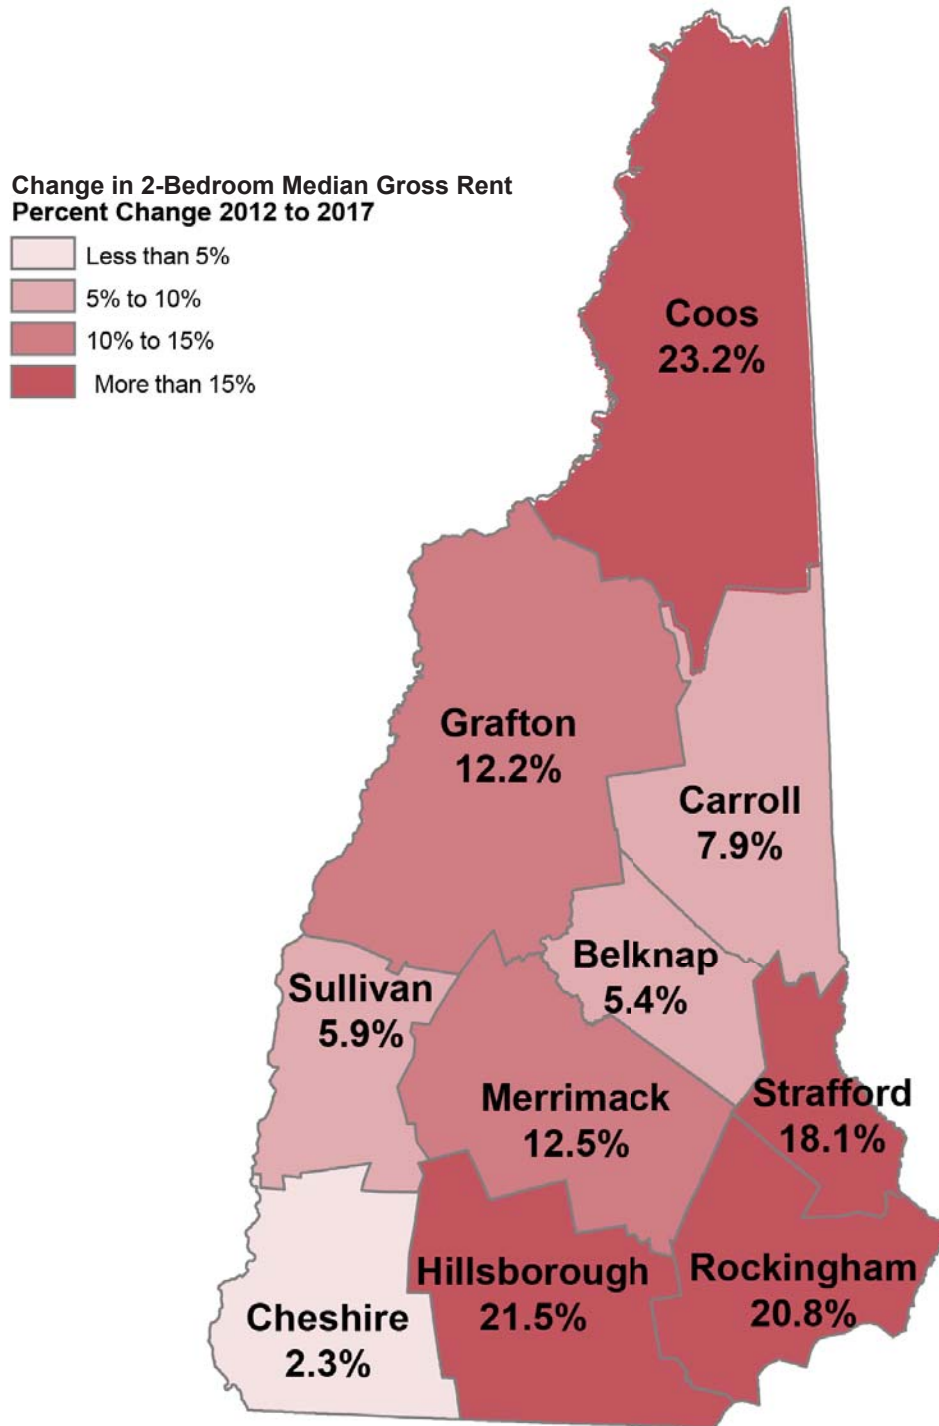 Change in 2-Bedroom Median Gross Rent
Percent Change 2012 to 2017
Less than 5%
5% to 10%
10% to 15%
More than 15%
Coos
23.2%
Grafton
12.2%
Carroll
7.9%
Belknap
5.4%
Sullivan
5.9%
Merrimack
12.5%
Strafford
18.1%
Hillsborough
21.5%
Rockingham
20.8%
Cheshire
2.3%